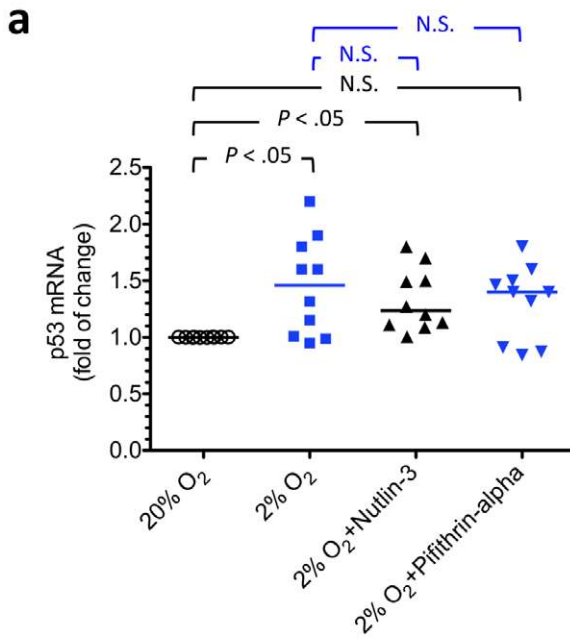 a
N.S.
N.S.
N.S.
P < .05
P < .05
p53 mRNA
(fold of change)
2.5
2.0
1.5
1.0
0.5
0.0
20% O₂
2% O₂
2% O₂+Nutlin-3
2% O₂+Pifithrin-alpha